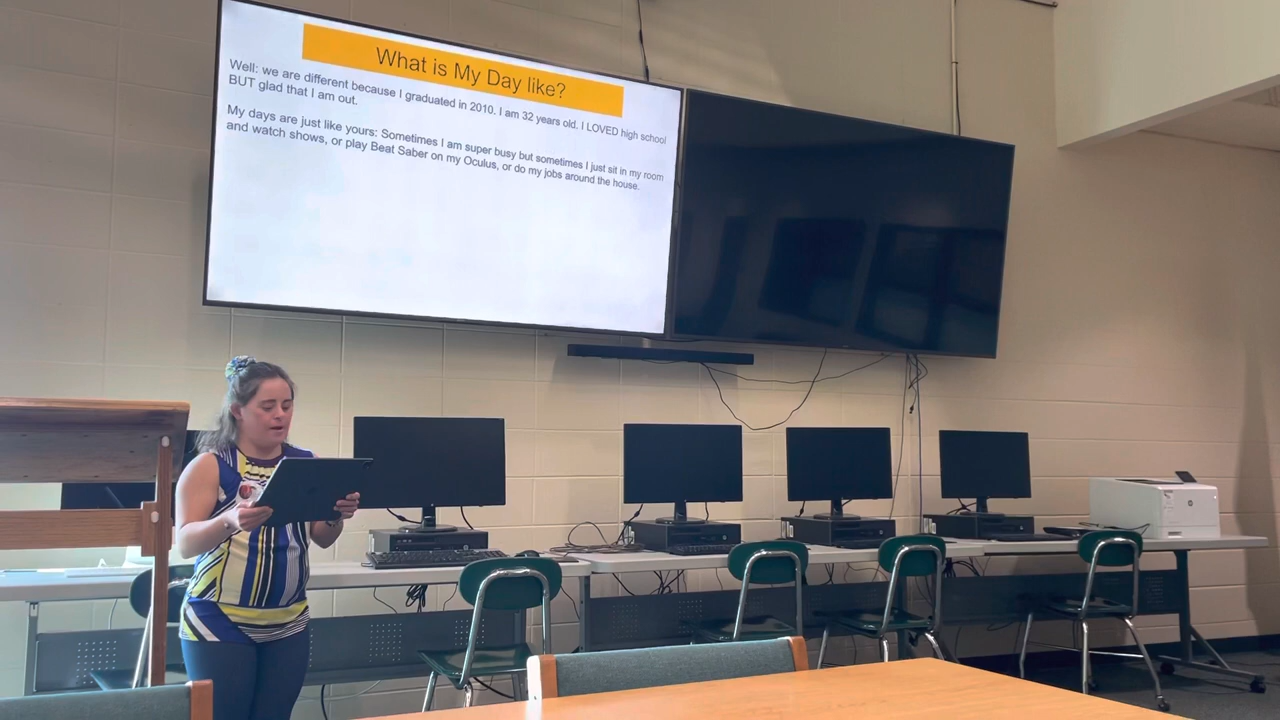 What is My Day like?
Well: we are different because I graduated in 2010. I am 32 years old. I LOVED high school
BUT glad that I am out.
My days are just like yours: Sometimes I am super busy but sometimes I just sit in my room
and watch shows, or play Beat Saber on my Oculus, or do my jobs around the house.